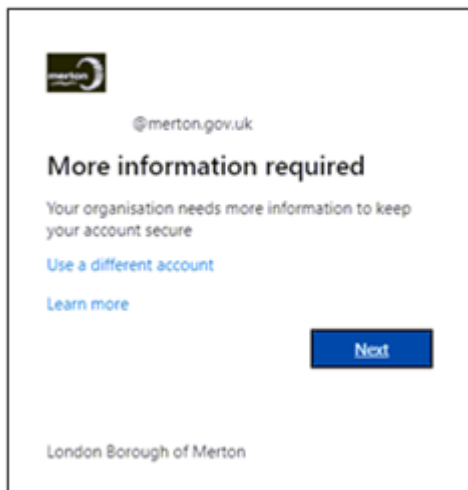 merton
@merton.gov.uk
More information required
Your organisation needs more information to keep
your account secure
Use a different account
Learn more
Next
London Borough of Merton